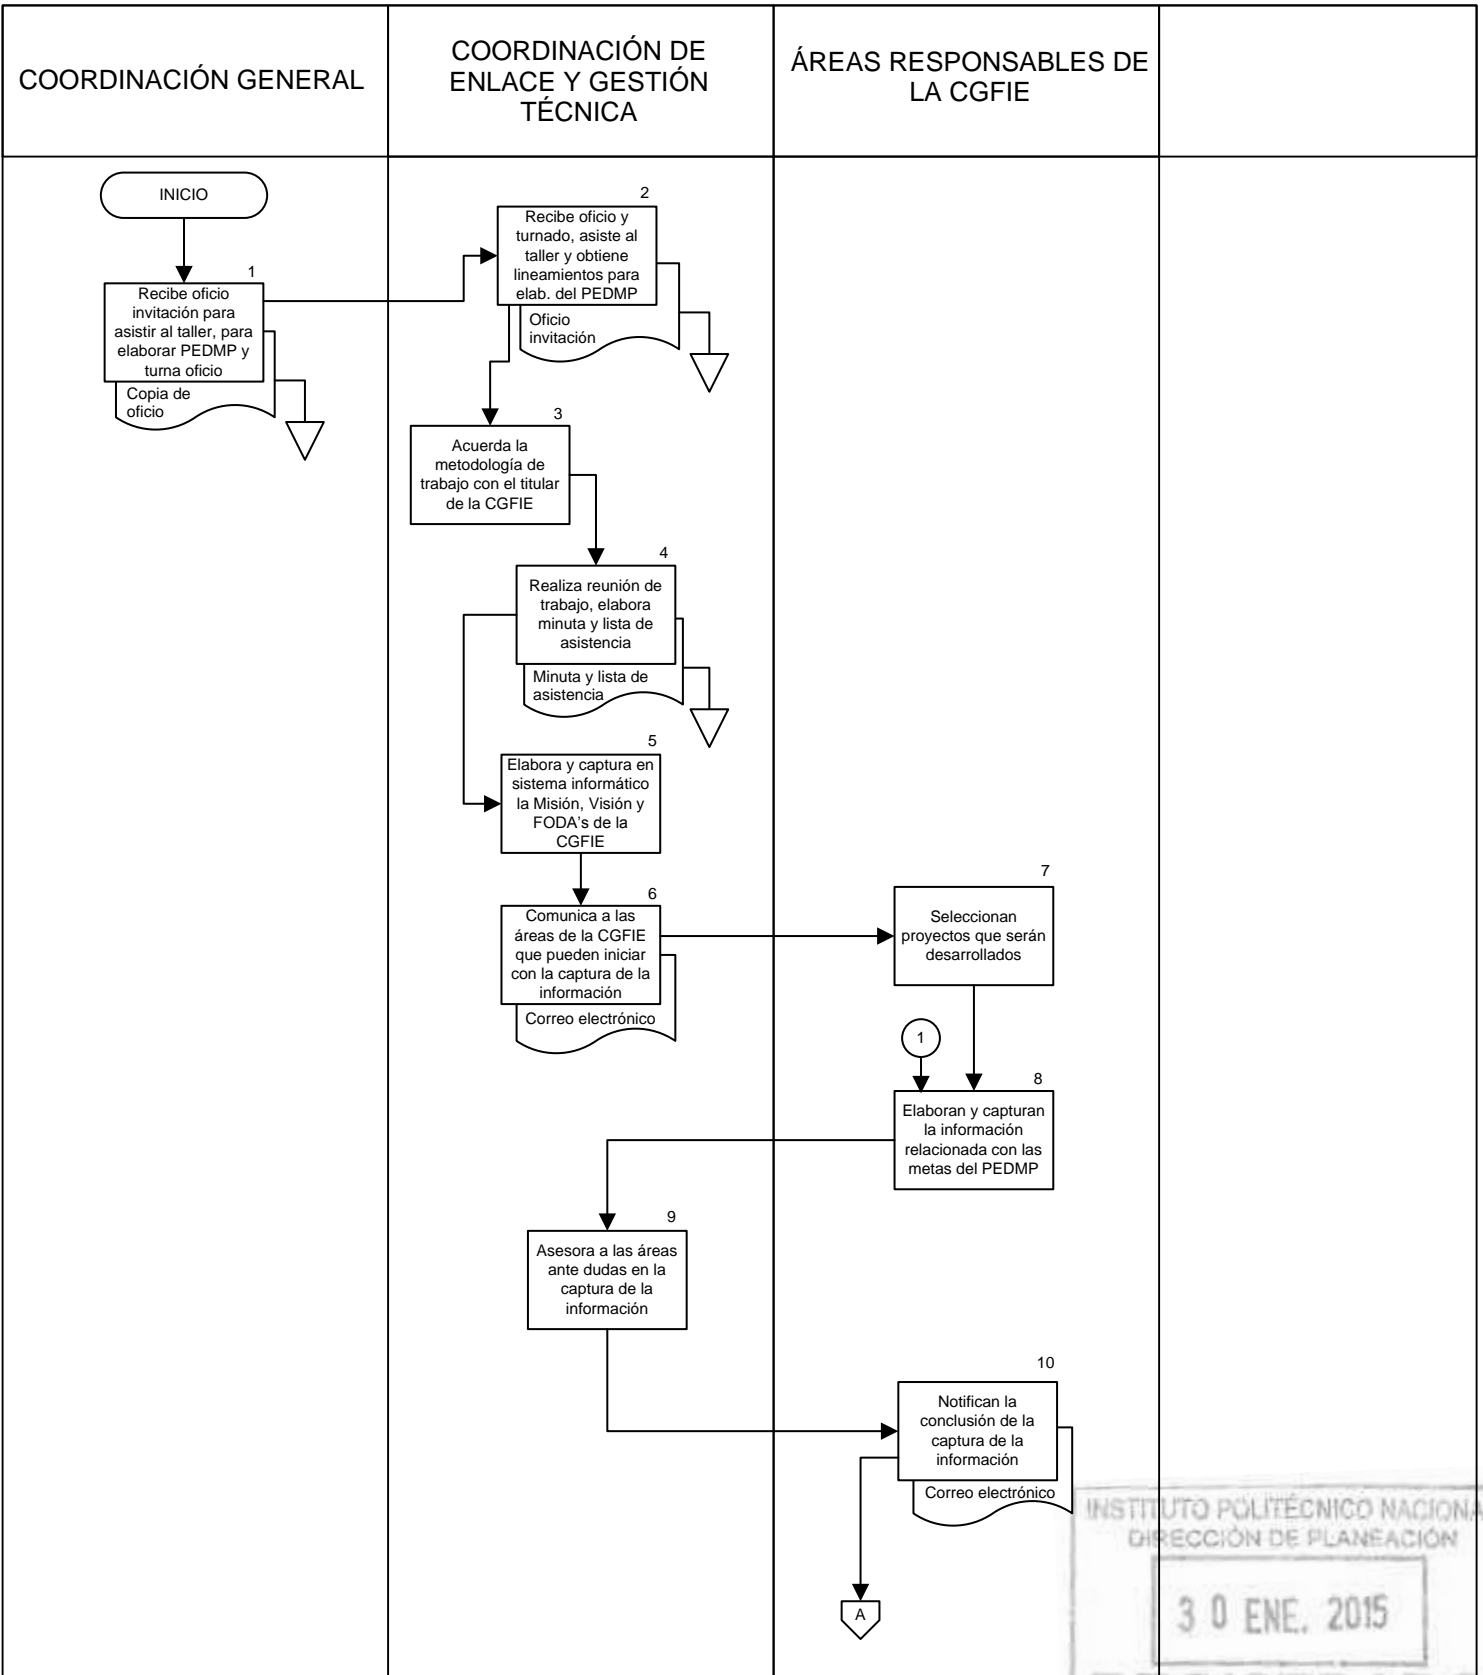 COORDINACIÓN GENERAL
COORDINACIÓN DE
ENLACE Y GESTIÓN
TÉCNICA
ÁREAS RESPONSABLES DE
LA CGFIE
INICIO
1
Recibe oficio
invitación para
asistir al taller, para
elaborar PEDMP y
turna oficio
Copia de
oficio
2
Recibe oficio y
turnado, asiste al
taller y obtiene
lineamientos para
elab. del PEDMP
Oficio
invitación
3
Acuerda la
metodología de
trabajo con el titular
de la CGFIE
4
Realiza reunión de
trabajo, elabora
minuta y lista de
asistencia
Minuta y lista de
asistencia
5
Elabora y captura en
sistema informático
la Misión, Visión y
FODA's de la
CGFIE
6
Comunica a las
áreas de la CGFIE
que pueden iniciar
con la captura de la
información
Correo electrónico
7
Seleccionan
proyectos que serán
desarrollados
1
8
Elaboran y capturan
la información
relacionada con las
metas del PEDMP
9
Asesora a las áreas
ante dudas en la
captura de la
información
10
Notifican la
conclusión de la
captura de la
información
Correo electrónico
A
INSTITUTO POLITÉCNICO NACIONA
DIRECCIÓN DE PLANEACIÓN
30 ENE. 2015